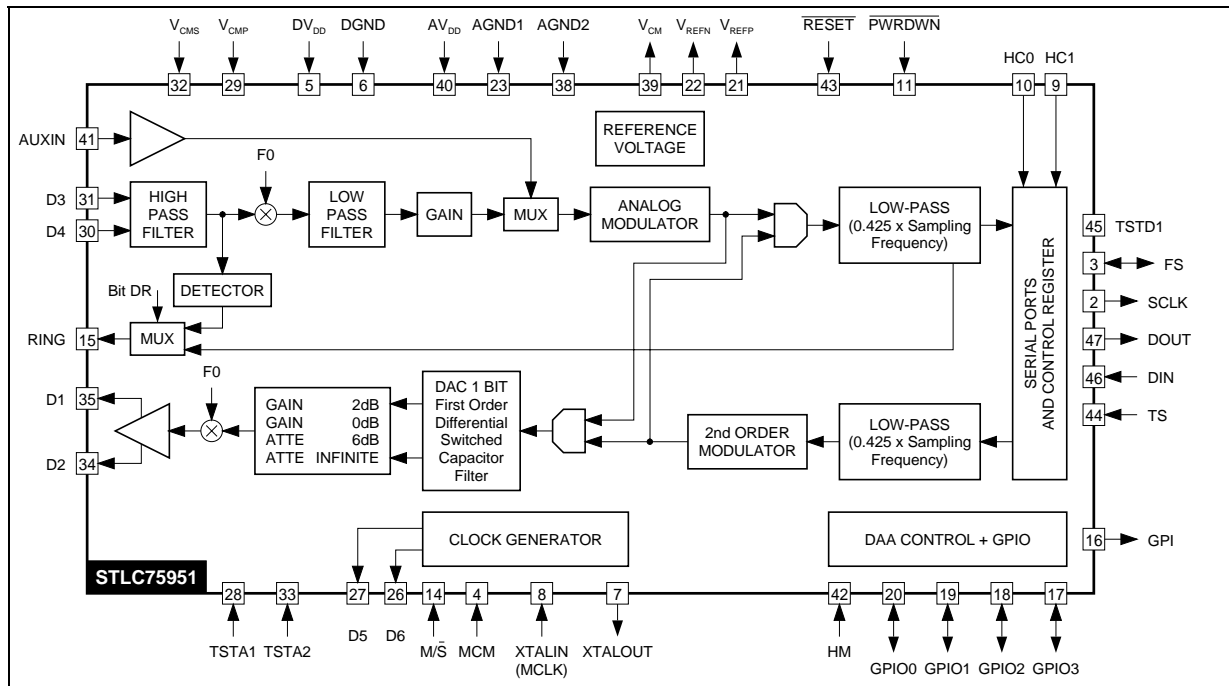 V_CMS V_CMP DV_DD DGND AV_DD AGND1 AGND2 V_CM V_REFN V_REFP RESET PWRDWN
HC0 HC1
32 29 5 6 40 23 38 39 22 21 43 11 10 9
AUXIN 41
REFERENCE
VOLTAGE
F0
D3 31
D4 30
HIGH
PASS
FILTER
LOW
PASS
FILTER
GAIN
MUX
ANALOG
MODULATOR
LOW-PASS
(0.425 x Sampling
Frequency)
SERIAL PORTS
AND CONTROL REGISTER
45 TSTD1
3 FS
2 SCLK
47 DOUT
46 DIN
44 TS
Bit DR
DETECTOR
RING 15
MUX
F0
D1 35
D2 34
GAIN 2dB
GAIN 0dB
ATTE 6dB
ATTE INFINITE
DAC 1 BIT
First Order
Differential
Switched
Capacitor
Filter
2nd ORDER
MODULATOR
LOW-PASS
(0.425 x Sampling
Frequency)
CLOCK GENERATOR
DAA CONTROL + GPIO
16 GPI
STLC75951
28 33 27 26 14 4 8 7 42 20 19 18 17
TSTA1 TSTA2 D5 D6 M/S̄ MCM XTALIN
(MCLK)
XTALOUT HM GPIO0 GPIO1 GPIO2 GPIO3